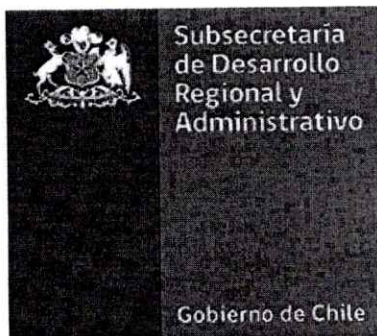 Subsecretaría
de Desarrollo
Regional y
Administrativo
Gobierno de Chile